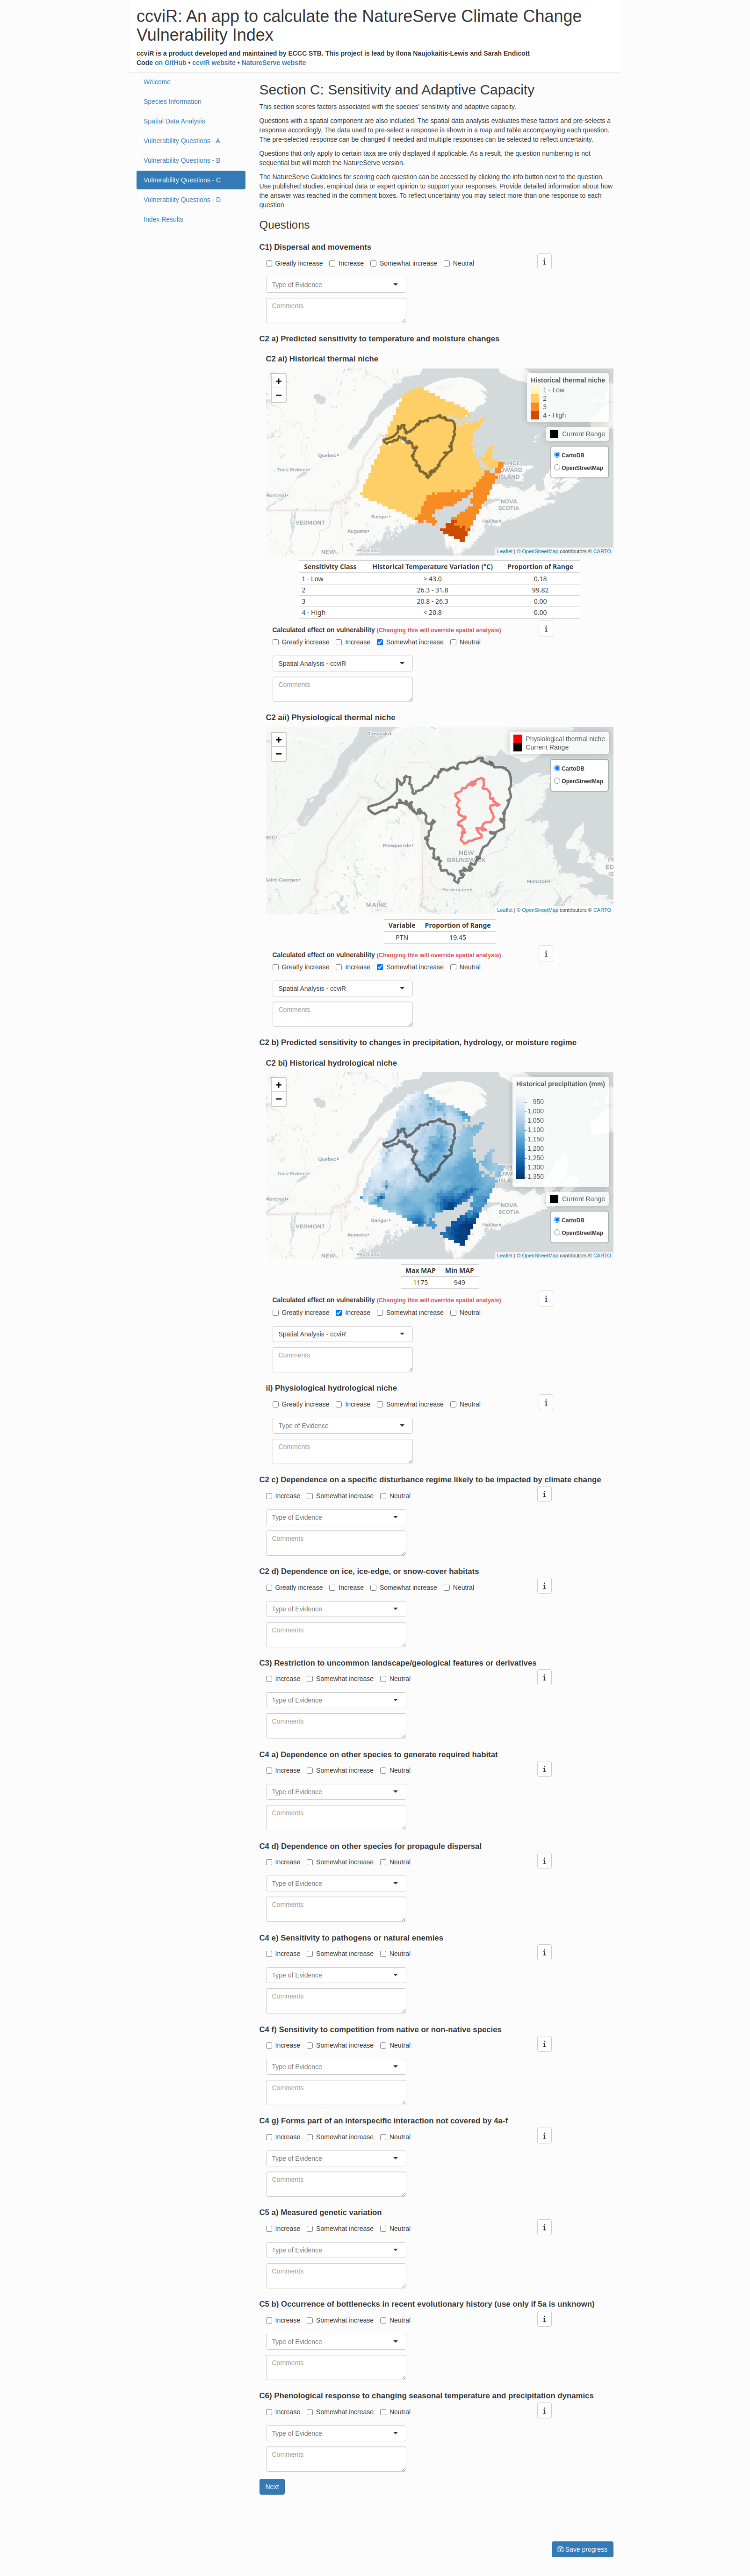 ccviR: An app to calculate the NatureServe Climate Change
Vulnerability Index
ccviR is a product developed and maintained by ECCC STB. This project is lead by Ilona Naujokaitis-Lewis and Sarah Endicott
Code on GitHub • ccviR website • NatureServe website
Welcome
Species Information
Spatial Data Analysis
Vulnerability Questions - A
Vulnerability Questions - B
Vulnerability Questions - C
Vulnerability Questions - D
Index Results
Section C: Sensitivity and Adaptive Capacity
This section scores factors associated with the species' sensitivity and adaptive capacity.
Questions with a spatial component are also included. The spatial data analysis evaluates these factors and pre-selects a
response accordingly. The data used to pre-select a response is shown in a map and table accompanying each question.
The pre-selected response can be changed if needed and multiple responses can be selected to reflect uncertainty.
Questions that only apply to certain taxa are only displayed if applicable. As a result, the question numbering is not
sequential but will match the NatureServe version.
The NatureServe Guidelines for scoring each question can be accessed by clicking the info button next to the question.
Use published studies, empirical data or expert opinion to support your responses. Provide detailed information about how
the answer was reached in the comment boxes. To reflect uncertainty you may select more than one response to each
question
Questions
C1) Dispersal and movements
Greatly increase Increase Somewhat increase Neutral
Type of Evidence
Comments
C2 a) Predicted sensitivity to temperature and moisture changes
C2 ai) Historical thermal niche
+
−
Historical thermal niche
1 - Low
2
3
4 - High
Current Range
CartoDB
OpenStreetMap
Quebec
Trois-Rivières
Montréal
VERMONT
Bangor
Augusta
Portland
NEW
NOVA
SCOTIA
Halifax
ISLAND
Leaflet | © OpenStreetMap contributors © CARTO
Sensitivity Class Historical Temperature Variation (°C) Proportion of Range
1 - Low > 43.0 0.18
2 26.3 - 31.8 99.82
3 20.8 - 26.3 0.00
4 - High < 20.8 0.00
Calculated effect on vulnerability (Changing this will override spatial analysis)
Greatly increase Increase Somewhat increase Neutral
Spatial Analysis - ccviR
Comments
C2 aii) Physiological thermal niche
+
−
Physiological thermal niche
Current Range
CartoDB
OpenStreetMap
Rimouski
Presque Isle
NEW
BRUNSWICK
Fredericton
Moncton
Saint-Georges
MAINE
Leaflet | © OpenStreetMap contributors © CARTO
Variable Proportion of Range
PTN 19.45
Calculated effect on vulnerability (Changing this will override spatial analysis)
Greatly increase Increase Somewhat increase Neutral
Spatial Analysis - ccviR
Comments
C2 b) Predicted sensitivity to changes in precipitation, hydrology, or moisture regime
C2 bi) Historical hydrological niche
+
−
Historical precipitation (mm)
950
1,000
1,050
1,100
1,150
1,200
1,250
1,300
1,350
Current Range
CartoDB
OpenStreetMap
Quebec
Trois-Rivières
Montréal
VERMONT
Bangor
Augusta
Portland
NEW
NOVA
SCOTIA
Halifax
Leaflet | © OpenStreetMap contributors © CARTO
Max MAP Min MAP
1175 949
Calculated effect on vulnerability (Changing this will override spatial analysis)
Greatly increase Increase Somewhat increase Neutral
Spatial Analysis - ccviR
Comments
ii) Physiological hydrological niche
Greatly increase Increase Somewhat increase Neutral
Type of Evidence
Comments
C2 c) Dependence on a specific disturbance regime likely to be impacted by climate change
Increase Somewhat increase Neutral
Type of Evidence
Comments
C2 d) Dependence on ice, ice-edge, or snow-cover habitats
Greatly increase Increase Somewhat increase Neutral
Type of Evidence
Comments
C3) Restriction to uncommon landscape/geological features or derivatives
Increase Somewhat increase Neutral
Type of Evidence
Comments
C4 a) Dependence on other species to generate required habitat
Increase Somewhat increase Neutral
Type of Evidence
Comments
C4 d) Dependence on other species for propagule dispersal
Increase Somewhat increase Neutral
Type of Evidence
Comments
C4 e) Sensitivity to pathogens or natural enemies
Increase Somewhat increase Neutral
Type of Evidence
Comments
C4 f) Sensitivity to competition from native or non-native species
Increase Somewhat increase Neutral
Type of Evidence
Comments
C4 g) Forms part of an interspecific interaction not covered by 4a-f
Increase Somewhat increase Neutral
Type of Evidence
Comments
C5 a) Measured genetic variation
Increase Somewhat increase Neutral
Type of Evidence
Comments
C5 b) Occurrence of bottlenecks in recent evolutionary history (use only if 5a is unknown)
Increase Somewhat increase Neutral
Type of Evidence
Comments
C6) Phenological response to changing seasonal temperature and precipitation dynamics
Increase Somewhat increase Neutral
Type of Evidence
Comments
Next
Save progress